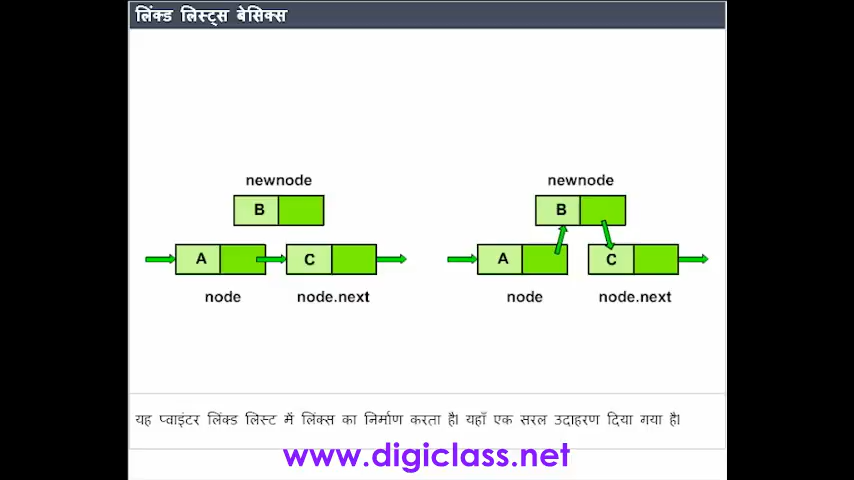 लिंक्ड लिस्ट्स बेसिक्स
newnode newnode
B B
A C A C
node node.next node node.next
यह प्वाइंटर लिंक्ड लिस्ट में लिंक्स का निर्माण करता है। यहाँ एक सरल उदाहरण दिया गया है।
www.digiclass.net